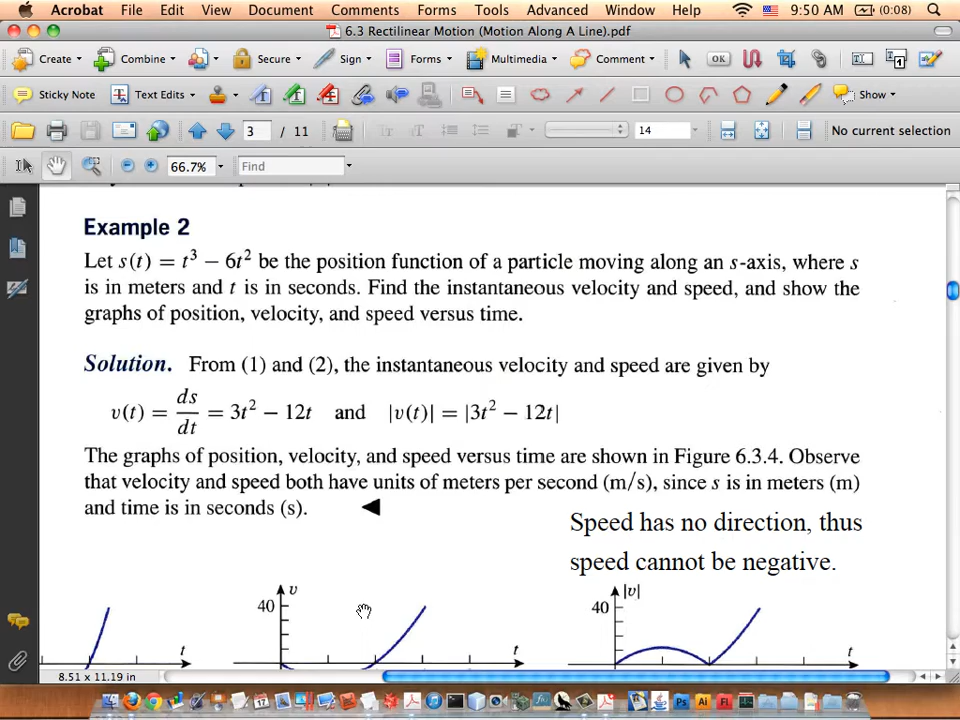 Acrobat File Edit View Document Comments Forms Tools Advanced Window Help 9:50 AM (0:08)
6.3 Rectilinear Motion (Motion Along A Line).pdf
Create Combine Secure Sign Forms Multimedia OK Comment
Sticky Note Text Edits Show
3 / 11 Tr T 14 No current selection
66.7% Find
Example 2
Let s(t) = t³ − 6t² be the position function of a particle moving along an s-axis, where s
is in meters and t is in seconds. Find the instantaneous velocity and speed, and show the
graphs of position, velocity, and speed versus time.
Solution. From (1) and (2), the instantaneous velocity and speed are given by
v(t) = ds/dt = 3t² − 12t and |v(t)| = |3t² − 12t|
The graphs of position, velocity, and speed versus time are shown in Figure 6.3.4. Observe
that velocity and speed both have units of meters per second (m/s), since s is in meters (m)
and time is in seconds (s).
Speed has no direction, thus
speed cannot be negative.
v |v|
40 40
t t t
8.51 x 11.19 in